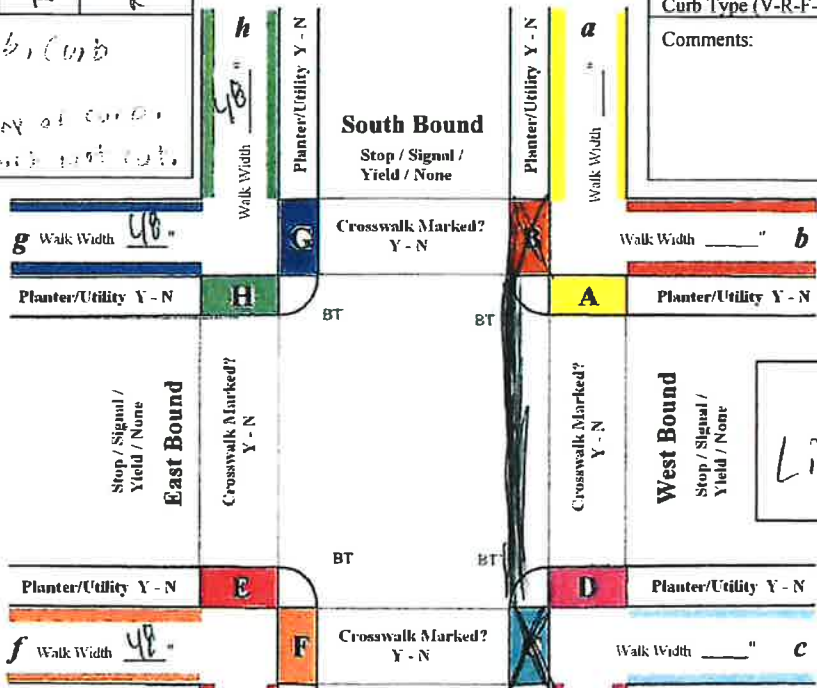 Curb Type (V-R-F-
Comments:
h
a
48"
Walk Width
Planter/Utility Y - N
South Bound
Stop / Signal /
Yield / None
Planter/Utility Y - N
Walk Width ___"
g Walk Width 48"
G
Crosswalk Marked?
Y - N
B
Walk Width ______" b
Planter/Utility Y - N
H
A
Planter/Utility Y - N
BT
BT
Stop / Signal /
Yield / None
East Bound
Crosswalk Marked?
Y - N
Crosswalk Marked?
Y - N
West Bound
Stop / Signal /
Yield / None
BT
BT
Planter/Utility Y - N
E
D
Planter/Utility Y - N
f Walk Width 48"
F
Crosswalk Marked?
Y - N
Walk Width _____" c